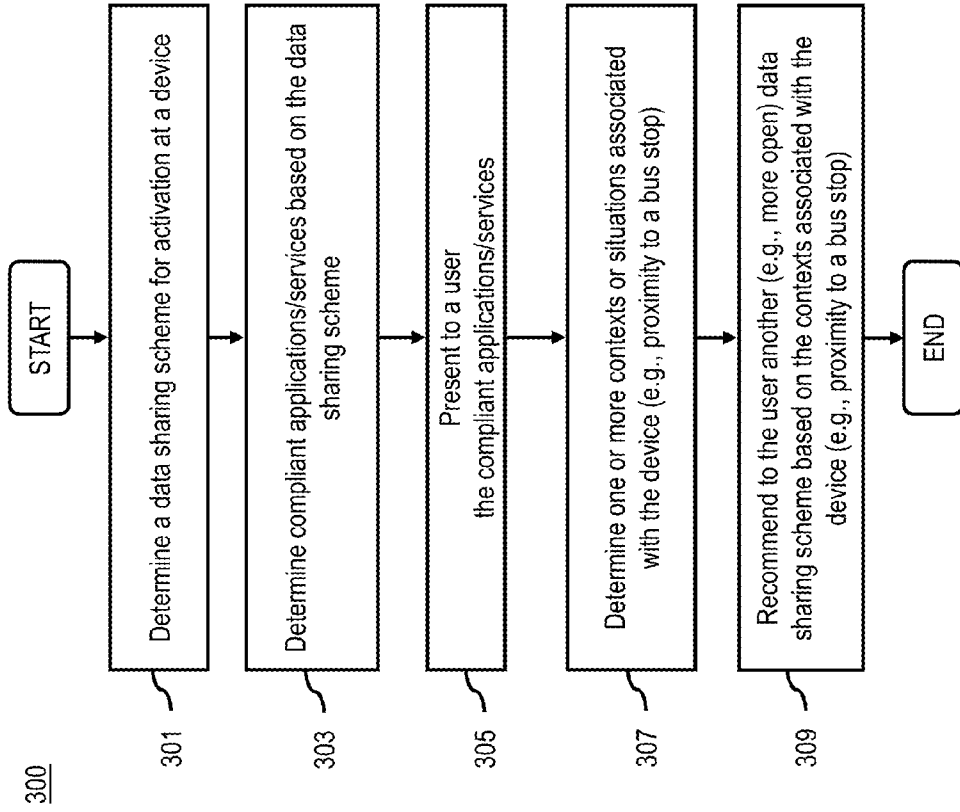 300
START
301
Determine a data sharing scheme for activation at a device
303
Determine compliant applications/services based on the data
sharing scheme
305
Present to a user
the compliant applications/services
307
Determine one or more contexts or situations associated
with the device (e.g., proximity to a bus stop)
309
Recommend to the user another (e.g., more open) data
sharing scheme based on the contexts associated with the
device (e.g., proximity to a bus stop)
END